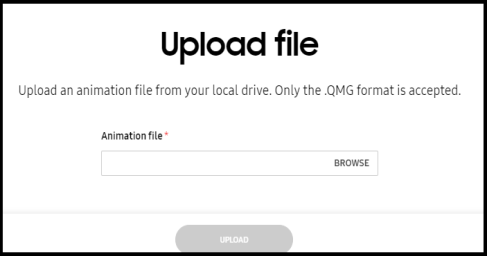 Upload file
Upload an animation file from your local drive. Only the .QMG format is accepted.
Animation file *
BROWSE
UPLOAD